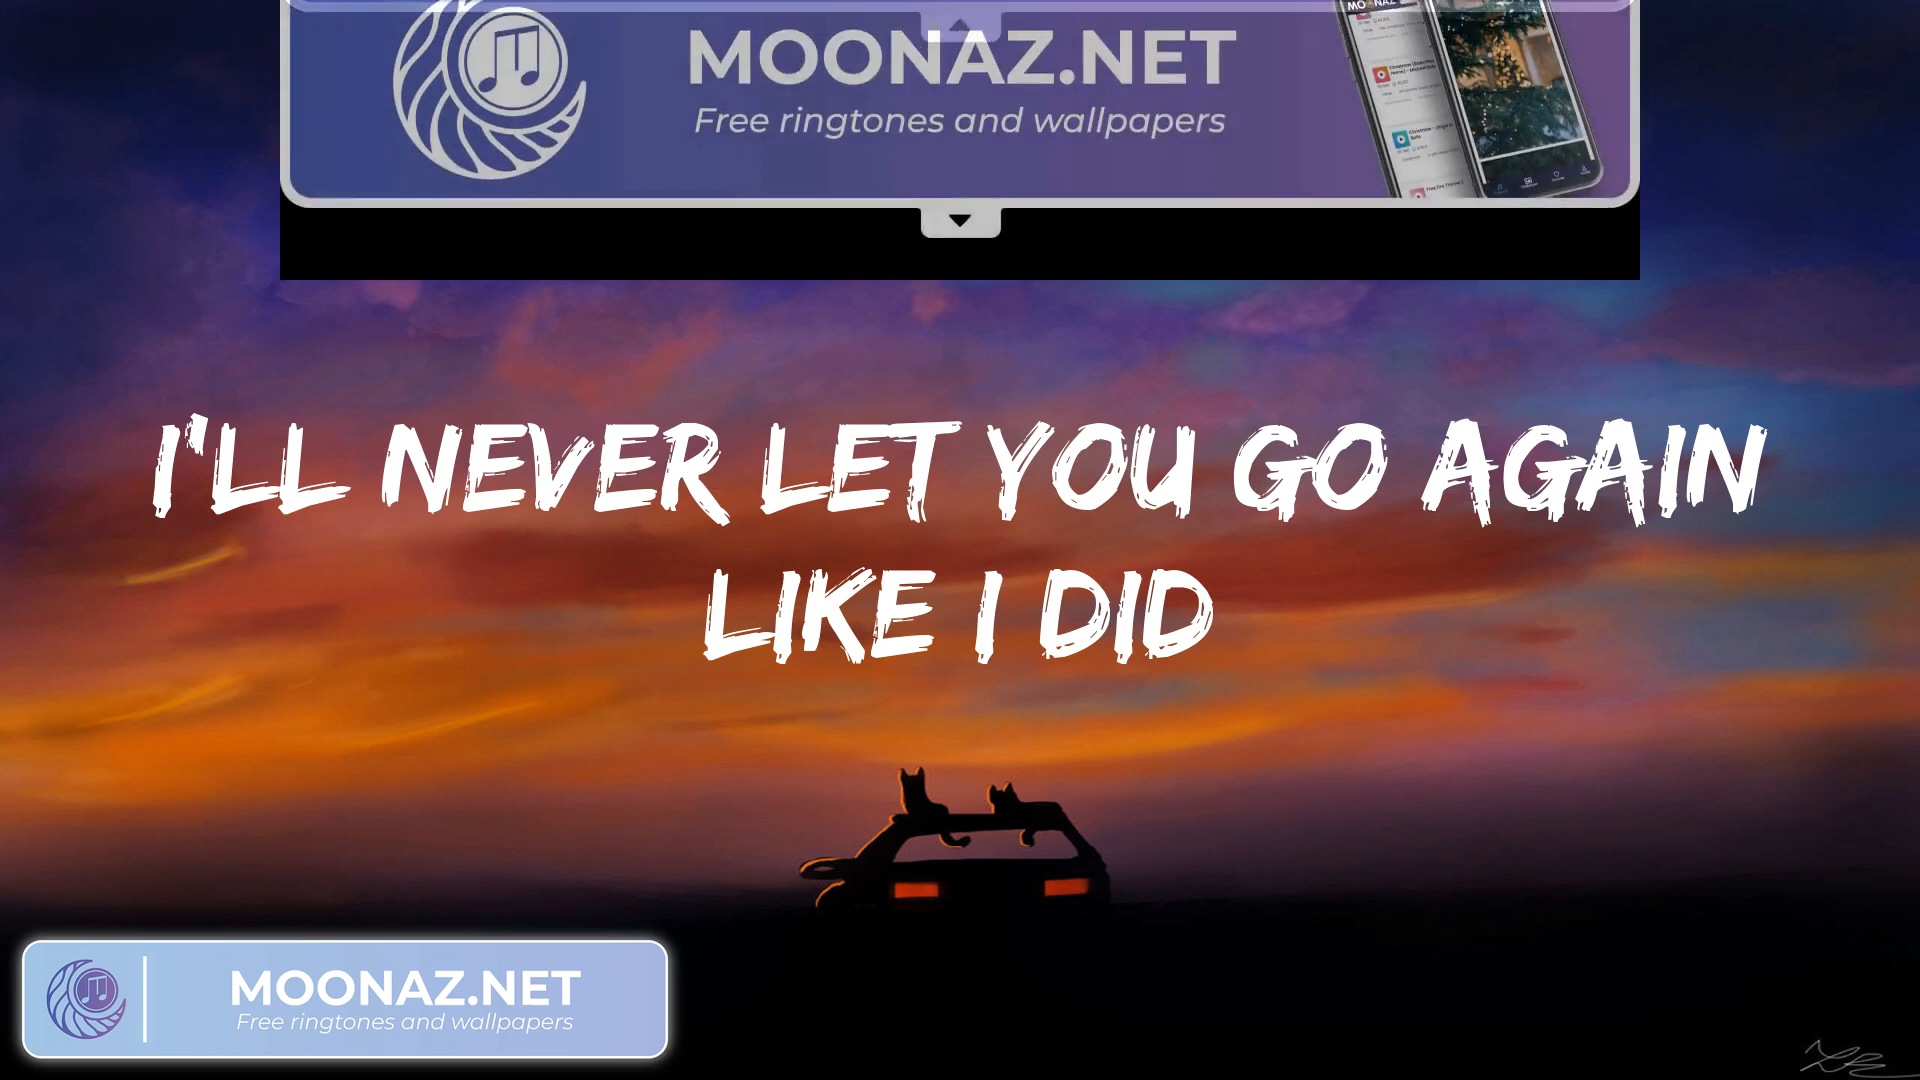 MOONAZ.NET
Free ringtones and wallpapers
I'LL NEVER LET YOU GO AGAIN
LIKE I DID
MOONAZ.NET
Free ringtones and wallpapers